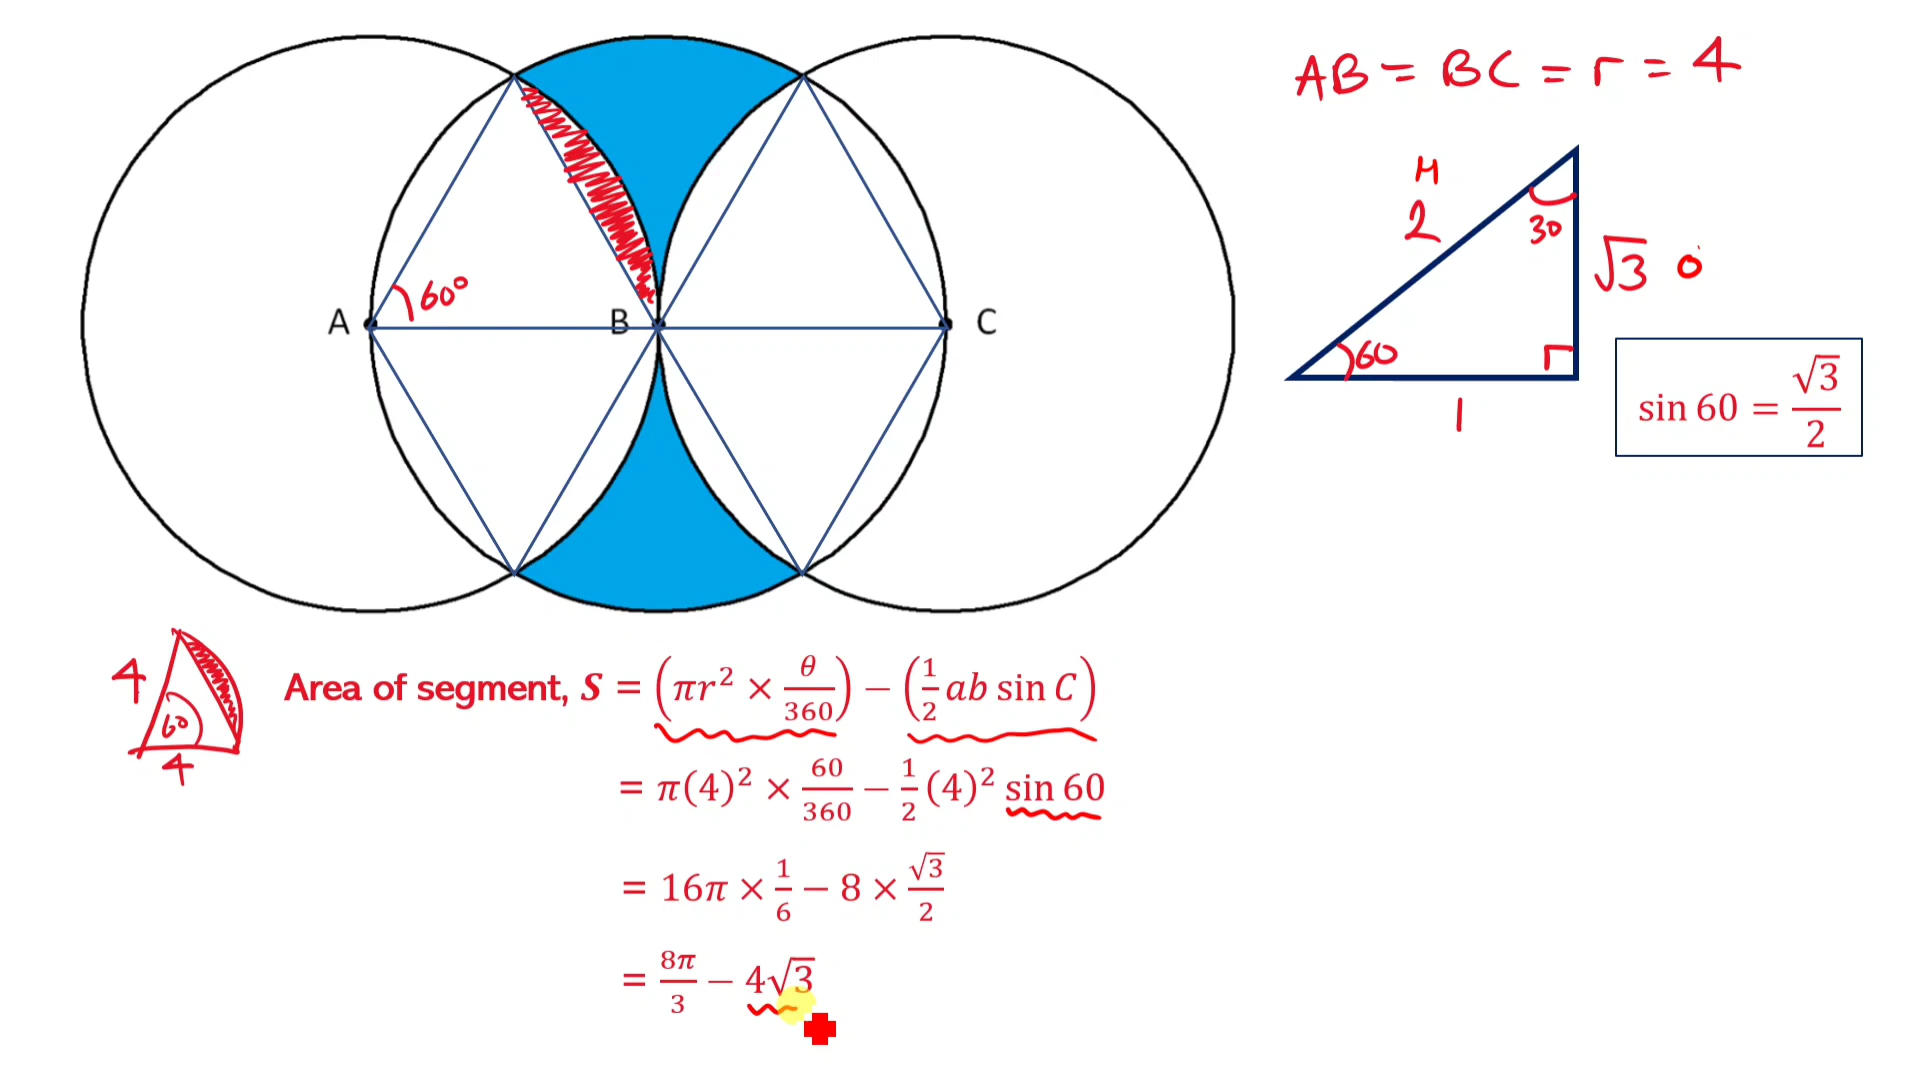 AB = BC = r = 4
H
2
30
√3 O
60
1
sin 60 = √3/2
60°
A B C
4
60
4
Area of segment, S = (πr² × θ/360) − (1/2 ab sin C)
= π(4)² × 60/360 − 1/2 (4)² sin 60
= 16π × 1/6 − 8 × √3/2
= 8π/3 − 4√3